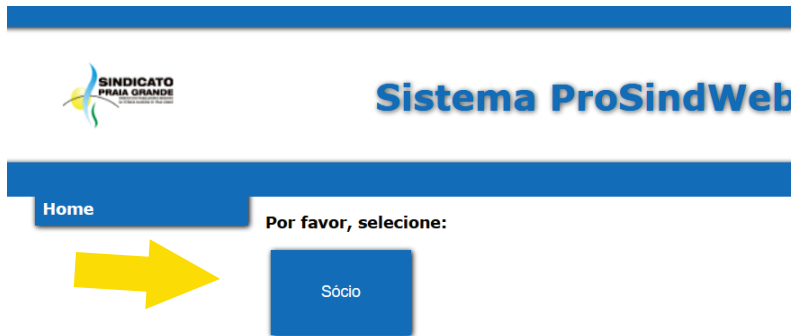 SINDICATO
PRAIA GRANDE
Sistema ProSindWeb
Home
Por favor, selecione:
Sócio